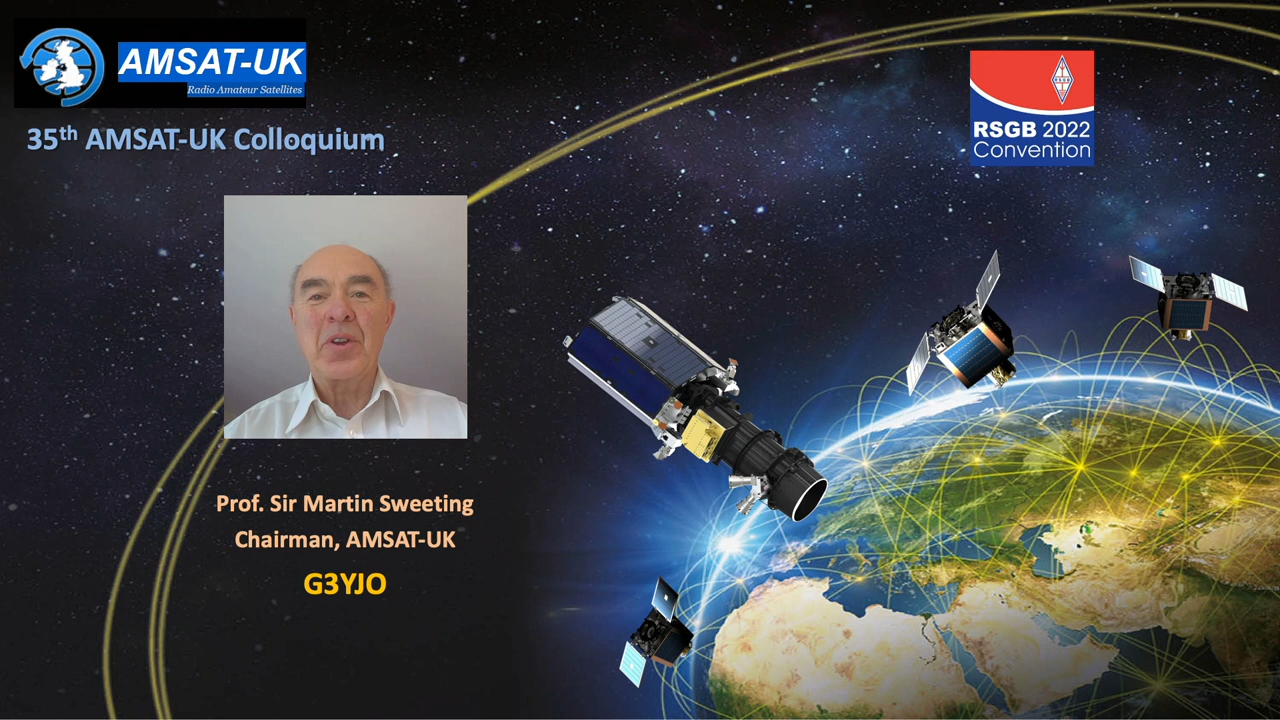 AMSAT-UK
Radio Amateur Satellites
35th AMSAT-UK Colloquium
RSGB
RSGB 2022
Convention
Prof. Sir Martin Sweeting
Chairman, AMSAT-UK
G3YJO